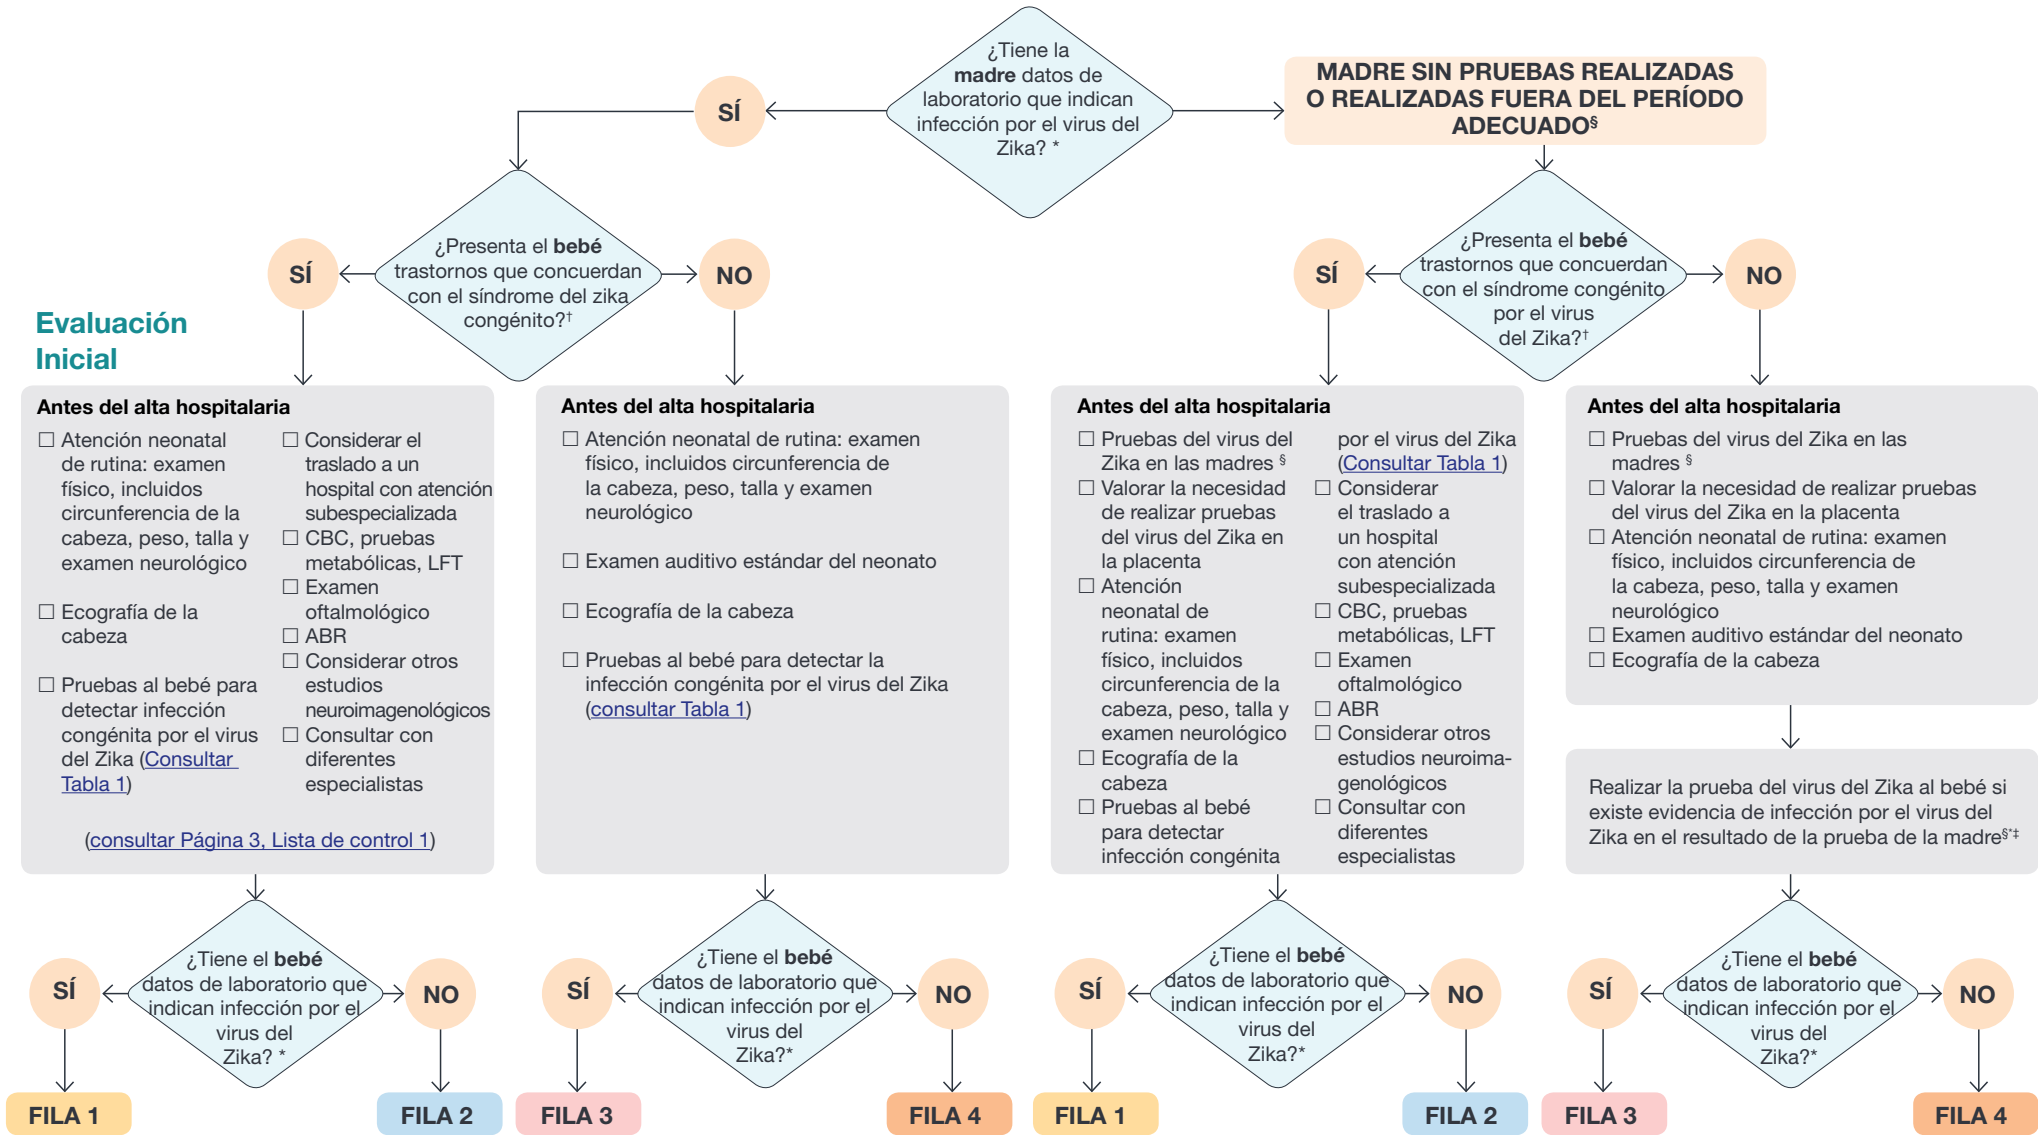 ¿Tiene la
madre datos de
laboratorio que indican
infección por el virus del
Zika? *
SÍ
MADRE SIN PRUEBAS REALIZADAS
O REALIZADAS FUERA DEL PERÍODO
ADECUADO§
¿Presenta el bebé
trastornos que concuerdan
con el síndrome del zika
congénito?†
SÍ
NO
¿Presenta el bebé
trastornos que concuerdan
con el síndrome congénito
por el virus
del Zika?†
SÍ
NO
Evaluación
Inicial
Antes del alta hospitalaria
☐ Atención neonatal
de rutina: examen
físico, incluidos
circunferencia de la
cabeza, peso, talla y
examen neurológico
☐ Ecografía de la
cabeza
☐ Pruebas al bebé para
detectar infección
congénita por el virus
del Zika (Consultar
Tabla 1)
☐ Considerar el
traslado a un
hospital con atención
subespecializada
☐ CBC, pruebas
metabólicas, LFT
☐ Examen
oftalmológico
☐ ABR
☐ Considerar otros
estudios
neuroimagenológicos
☐ Consultar con
diferentes
especialistas
(consultar Página 3, Lista de control 1)
Antes del alta hospitalaria
☐ Atención neonatal de rutina: examen
físico, incluidos circunferencia de
la cabeza, peso, talla y examen
neurológico
☐ Examen auditivo estándar del neonato
☐ Ecografía de la cabeza
☐ Pruebas al bebé para detectar la
infección congénita por el virus del Zika
(consultar Tabla 1)
Antes del alta hospitalaria
☐ Pruebas del virus del
Zika en las madres §
☐ Valorar la necesidad
de realizar pruebas
del virus del Zika en
la placenta
☐ Atención
neonatal de
rutina: examen
físico, incluidos
circunferencia de la
cabeza, peso, talla y
examen neurológico
☐ Ecografía de la
cabeza
☐ Pruebas al bebé
para detectar
infección congénita
por el virus del Zika
(Consultar Tabla 1)
☐ Considerar
el traslado a
un hospital
con atención
subespecializada
☐ CBC, pruebas
metabólicas, LFT
☐ Examen
oftalmológico
☐ ABR
☐ Considerar otros
estudios neuroima-
genológicos
☐ Consultar con
diferentes
especialistas
Antes del alta hospitalaria
☐ Pruebas del virus del Zika en las
madres §
☐ Valorar la necesidad de realizar pruebas
del virus del Zika en la placenta
☐ Atención neonatal de rutina: examen
físico, incluidos circunferencia de
la cabeza, peso, talla y examen
neurológico
☐ Examen auditivo estándar del neonato
☐ Ecografía de la cabeza
Realizar la prueba del virus del Zika al bebé si
existe evidencia de infección por el virus del
Zika en el resultado de la prueba de la madre§*‡
¿Tiene el bebé
datos de laboratorio que
indican infección por el
virus del
Zika? *
SÍ
NO
¿Tiene el bebé
datos de laboratorio que
indican infección por el
virus del
Zika?*
SÍ
NO
¿Tiene el bebé
datos de laboratorio que
indican infección por el
virus del
Zika?*
SÍ
NO
¿Tiene el bebé
datos de laboratorio que
indican infección por el
virus del
Zika?*
SÍ
NO
FILA 1
FILA 2
FILA 3
FILA 4
FILA 1
FILA 2
FILA 3
FILA 4